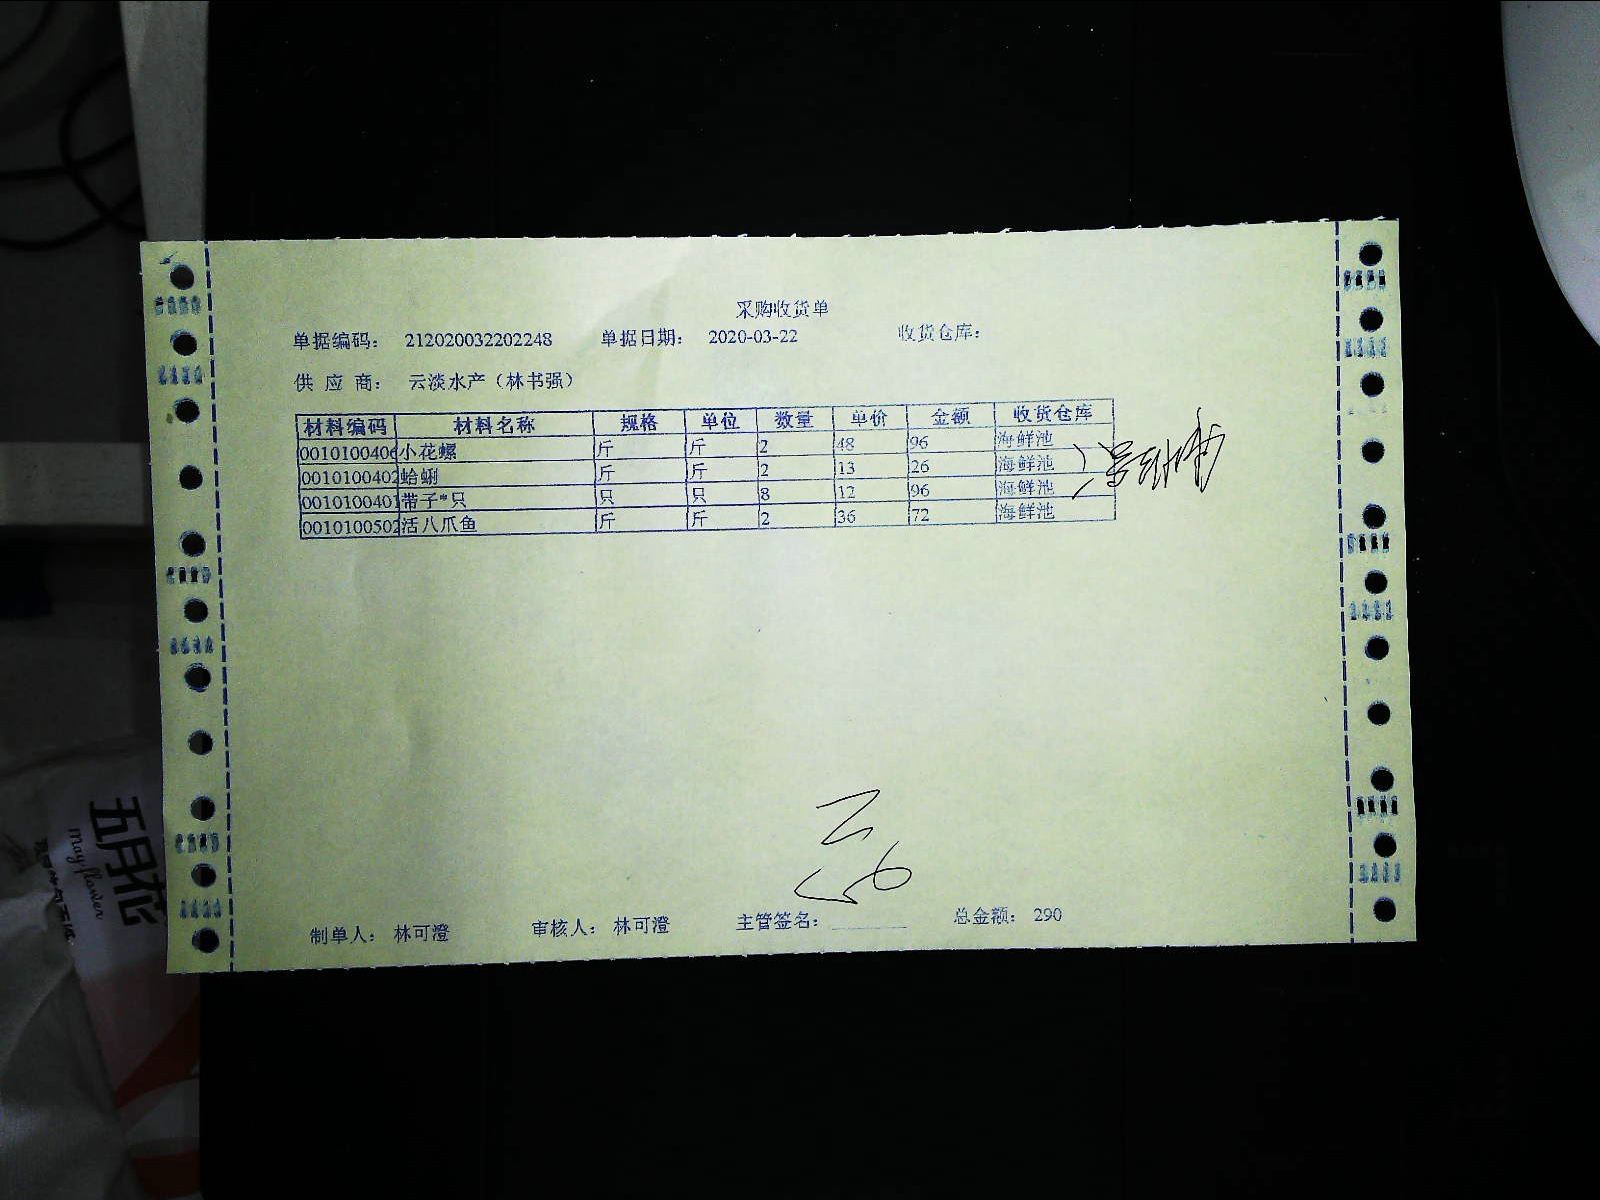 采购收货单
单据编码： 212020032202248 单据日期： 2020-03-22 收货仓库：
供 应 商： 云淡水产（林书强）
材料编码 材料名称 规格 单位 数量 单价 金额 收货仓库
0010100406 小花螺 斤 斤 2 48 96 海鲜池
0010100402 蛤蜊 斤 斤 2 13 26 海鲜池
0010100401 带子*只 只 只 8 12 96 海鲜池
0010100502 活八爪鱼 斤 斤 2 36 72 海鲜池
制单人： 林可澄 审核人： 林可澄 主管签名： 总金额： 290
五月花
mayflower